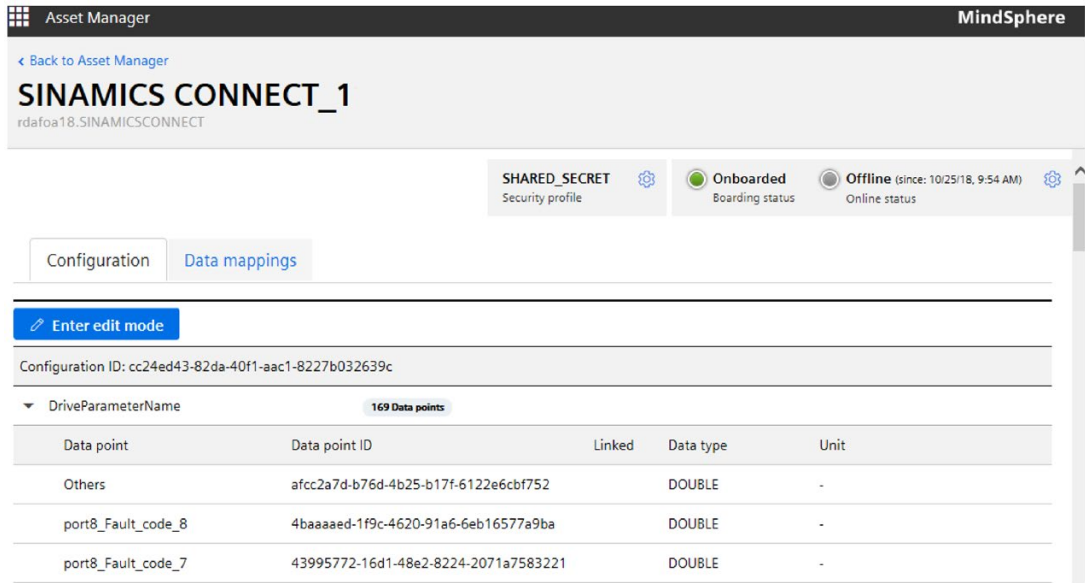 Asset Manager MindSphere
Back to Asset Manager
SINAMICS CONNECT_1
rdafoa18.SINAMICSCONNECT
SHARED_SECRET Onboarded Offline (since: 10/25/18, 9:54 AM)
Security profile Boarding status Online status
Configuration Data mappings
Enter edit mode
Configuration ID: cc24ed43-82da-40f1-aac1-8227b032639c
DriveParameterName 169 Data points
Data point Data point ID Linked Data type Unit
Others afcc2a7d-b76d-4b25-b17f-6122e6cbf752 DOUBLE -
port8_Fault_code_8 4baaaaed-1f9c-4620-91a6-6eb16577a9ba DOUBLE -
port8_Fault_code_7 43995772-16d1-48e2-8224-2071a7583221 DOUBLE -